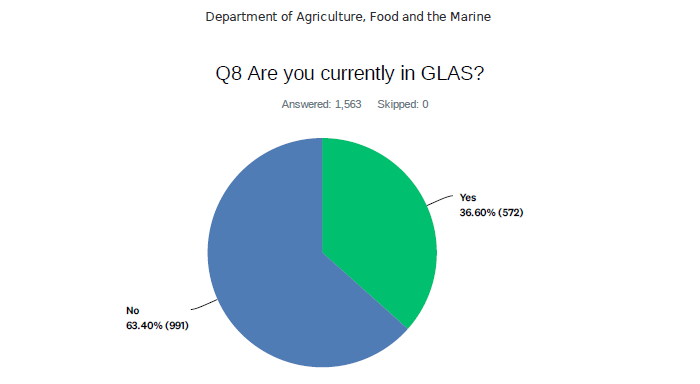 Department of Agriculture, Food and the Marine
Q8 Are you currently in GLAS?
Answered: 1,563 Skipped: 0
Yes
36.60% (572)
No
63.40% (991)